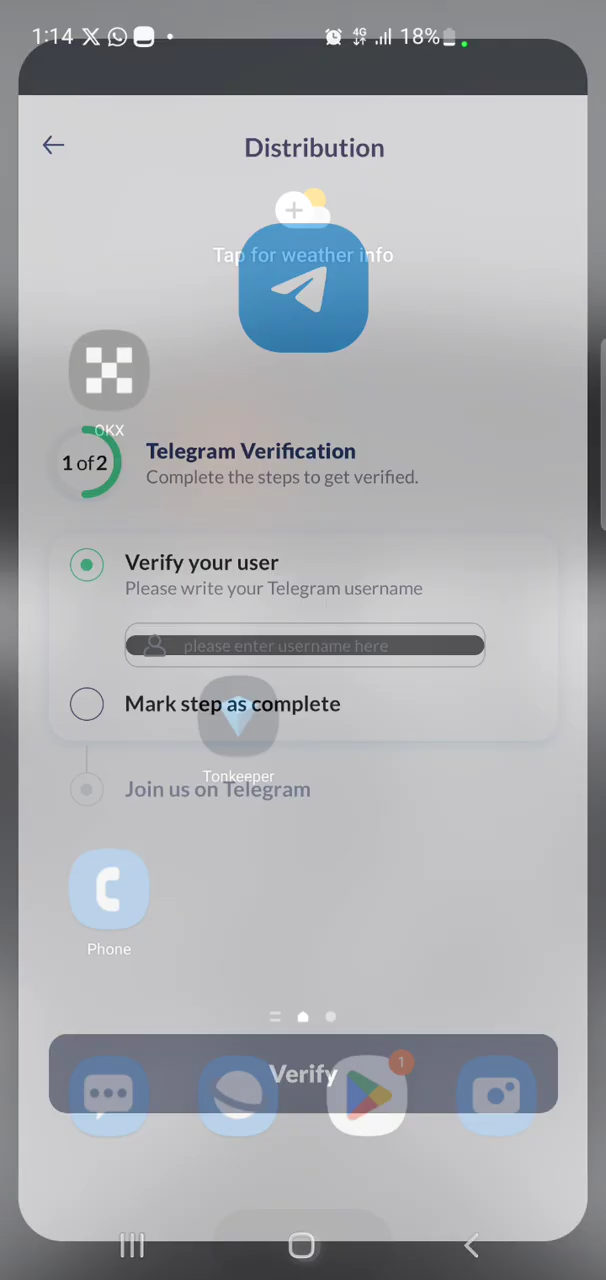 1:14
4G
18%
Distribution
Tap for weather info
OKX
1 of 2
Telegram Verification
Complete the steps to get verified.
Verify your user
Please write your Telegram username
please enter username here
Mark step as complete
Tonkeeper
Join us on Telegram
Phone
Verify
1